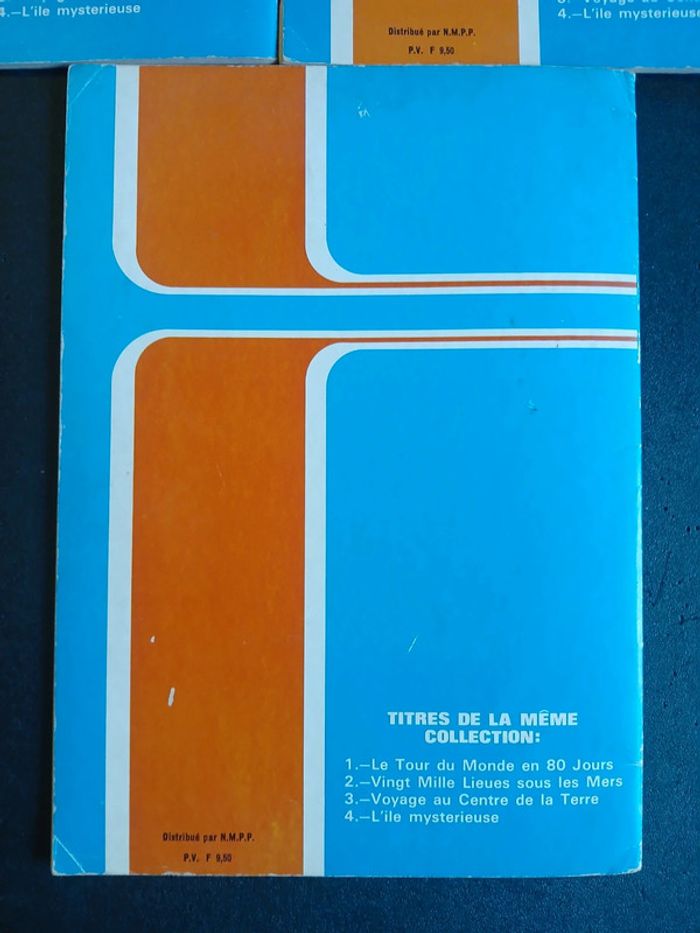 4.—L'ile mysterieuse
Distribué par N.M.P.P.
P.V. F 9,50
4.—L'ile mysterieuse
TITRES DE LA MÊME
COLLECTION:
1.—Le Tour du Monde en 80 Jours
2.—Vingt Mille Lieues sous les Mers
3.—Voyage au Centre de la Terre
4.—L'ile mysterieuse
Distribué par N.M.P.P.
P.V. F 9,50